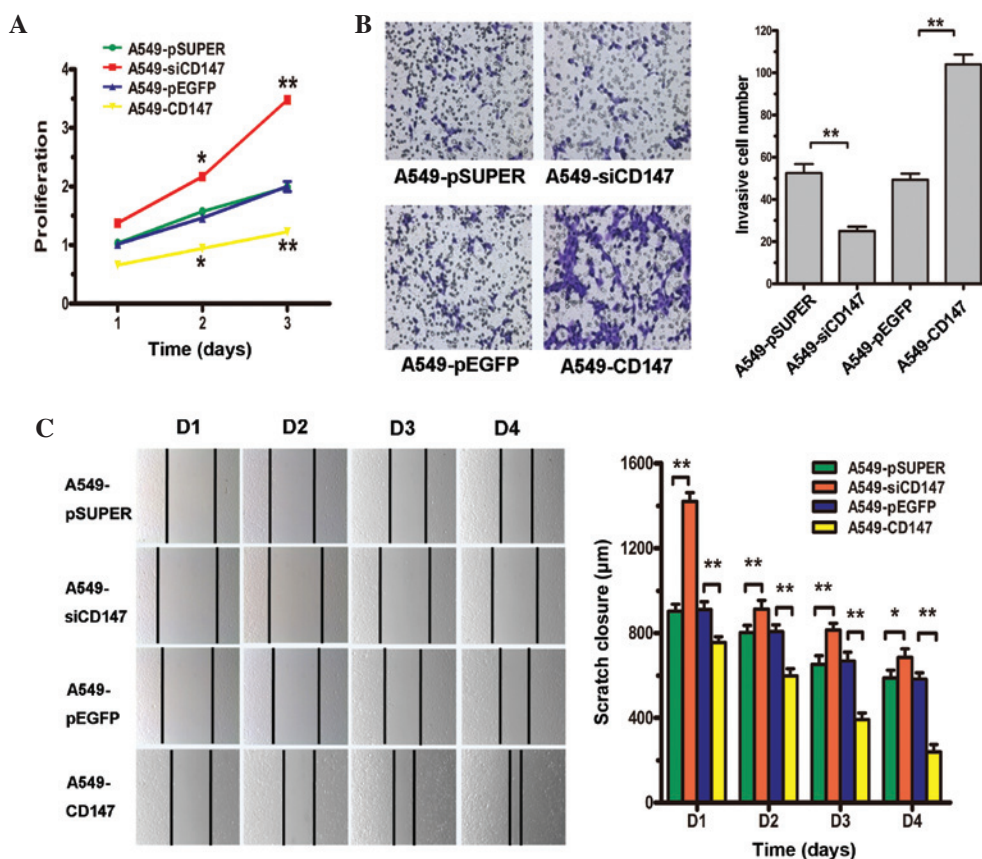 A
A549-pSUPER
A549-siCD147
A549-pEGFP
A549-CD147
Proliferation
4
3
2
1
0
**
*
*
**
1 2 3
Time (days)
B
A549-pSUPER A549-siCD147
A549-pEGFP A549-CD147
Invasive cell number
120
100
80
60
40
20
0
**
**
A549-pSUPER
A549-siCD147
A549-pEGFP
A549-CD147
C
D1 D2 D3 D4
A549-
pSUPER
A549-
siCD147
A549-
pEGFP
A549-
CD147
Scratch closure (μm)
1600
1200
800
400
0
A549-pSUPER
A549-siCD147
A549-pEGFP
A549-CD147
**
**
**
**
**
**
*
**
D1 D2 D3 D4
Time (days)